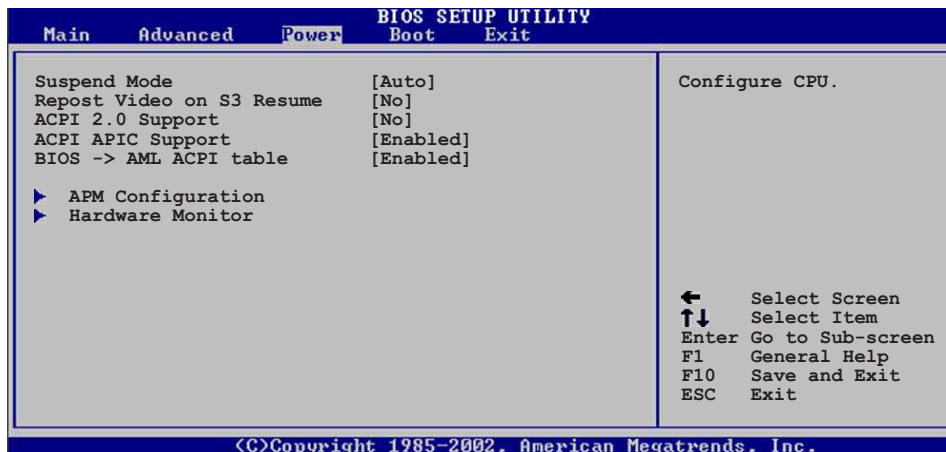 BIOS SETUP UTILITY
Main Advanced Power Boot Exit
Suspend Mode [Auto]
Repost Video on S3 Resume [No]
ACPI 2.0 Support [No]
ACPI APIC Support [Enabled]
BIOS -> AML ACPI table [Enabled]
APM Configuration
Hardware Monitor
Configure CPU.
← Select Screen
↑↓ Select Item
Enter Go to Sub-screen
F1 General Help
F10 Save and Exit
ESC Exit
(C)Copyright 1985-2002, American Megatrends, Inc.